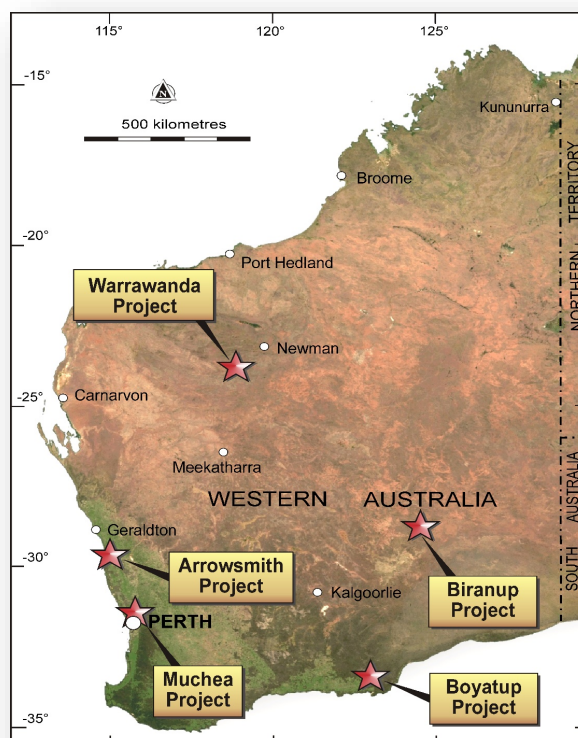 115°
120°
125°
-15°
N
500 kilometres
Kununurra
Broome
NORTHERN TERRITORY
-20°
Port Hedland
Warrawanda
Project
Newman
-25°
Carnarvon
Meekatharra
WESTERN AUSTRALIA
SOUTH AUSTRALIA
Geraldton
-30°
Arrowsmith
Project
Kalgoorlie
Biranup
Project
PERTH
Muchea
Project
Boyatup
Project
-35°